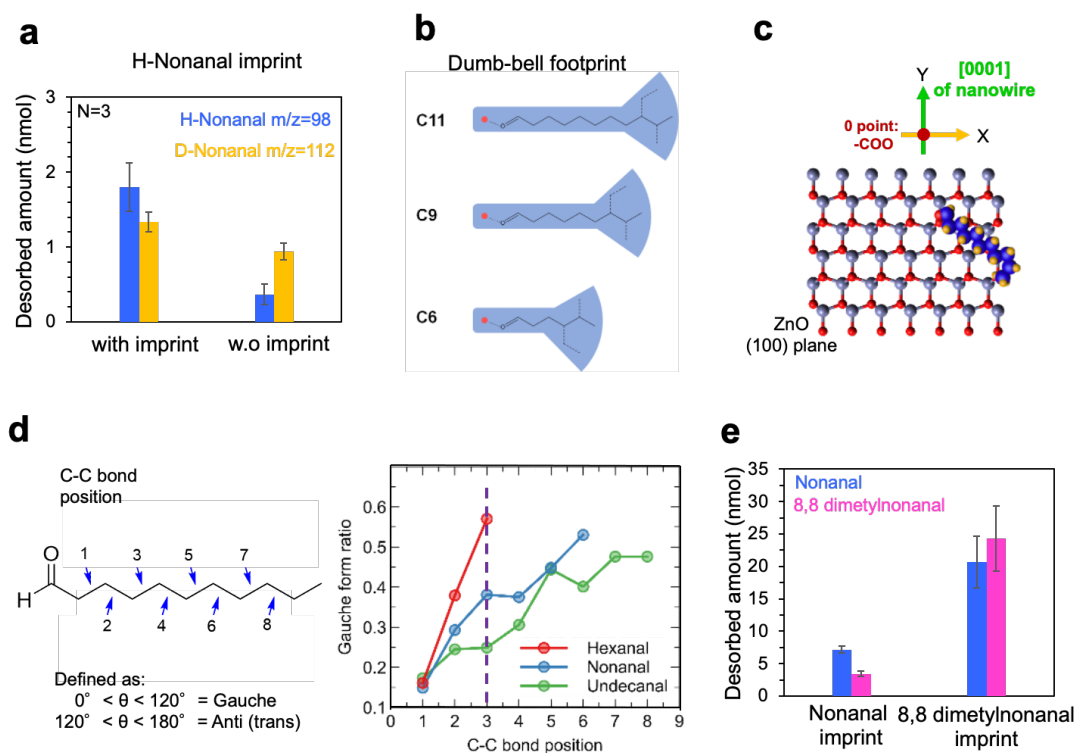 a
H-Nonanal imprint
Desorbed amount (nmol)
3
2
1
0
N=3
H-Nonanal m/z=98
D-Nonanal m/z=112
with imprint
w.o imprint
b
Dumb-bell footprint
C11
C9
C6
c
Y
[0001]
of nanowire
0 point:
-COO
X
ZnO
(100) plane
d
C-C bond
position
O
H
1
3
5
7
2
4
6
8
Defined as:
0° < θ < 120° = Gauche
120° < θ < 180° = Anti (trans)
Gauche form ratio
0.6
0.5
0.4
0.3
0.2
0.1
Hexanal
Nonanal
Undecanal
0 1 2 3 4 5 6 7 8 9
C-C bond position
e
Desorbed amount (nmol)
35
30
25
20
15
10
5
0
Nonanal
8,8 dimetylnonanal
Nonanal
imprint
8,8 dimetylnonanal
imprint